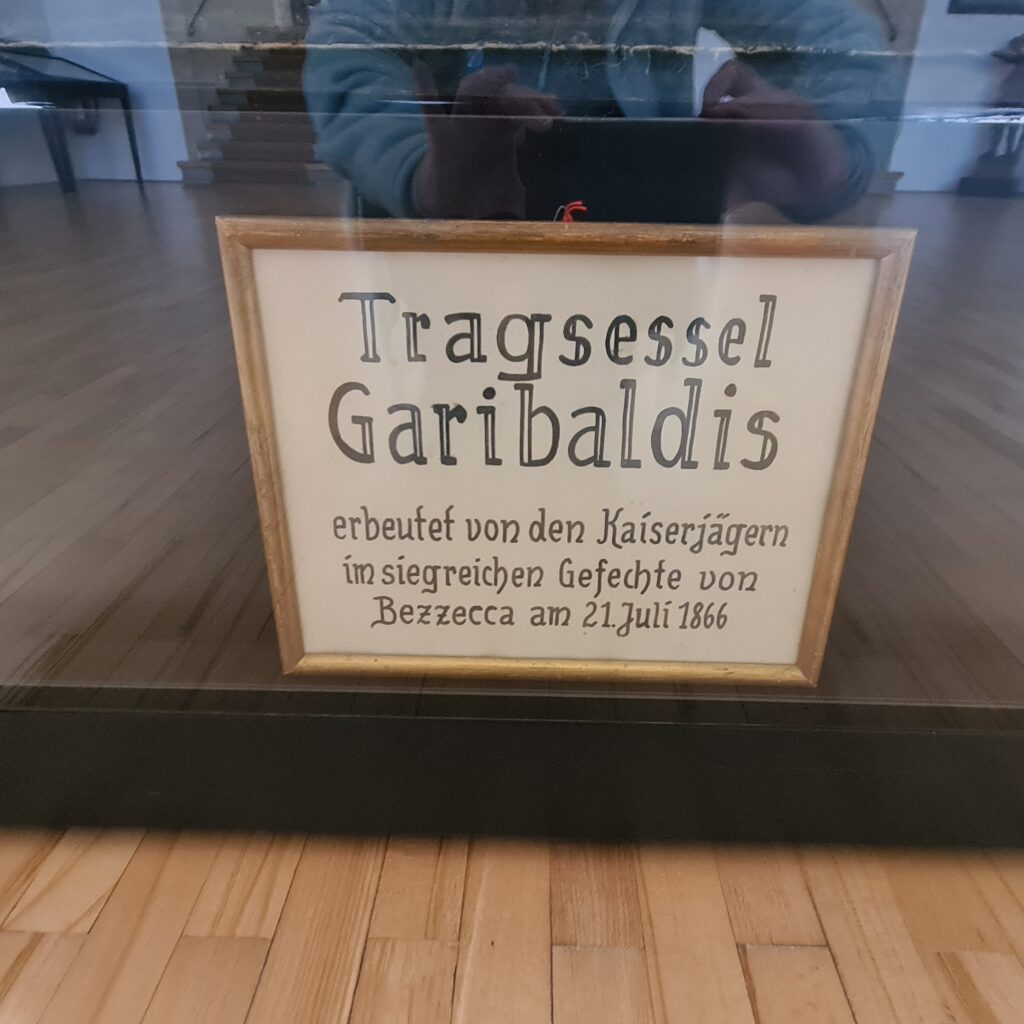 Tragsessel
Garibaldis
erbeutet von den Kaiserjägern
im siegreichen Gefechte von
Bezzecca am 21. Juli 1866